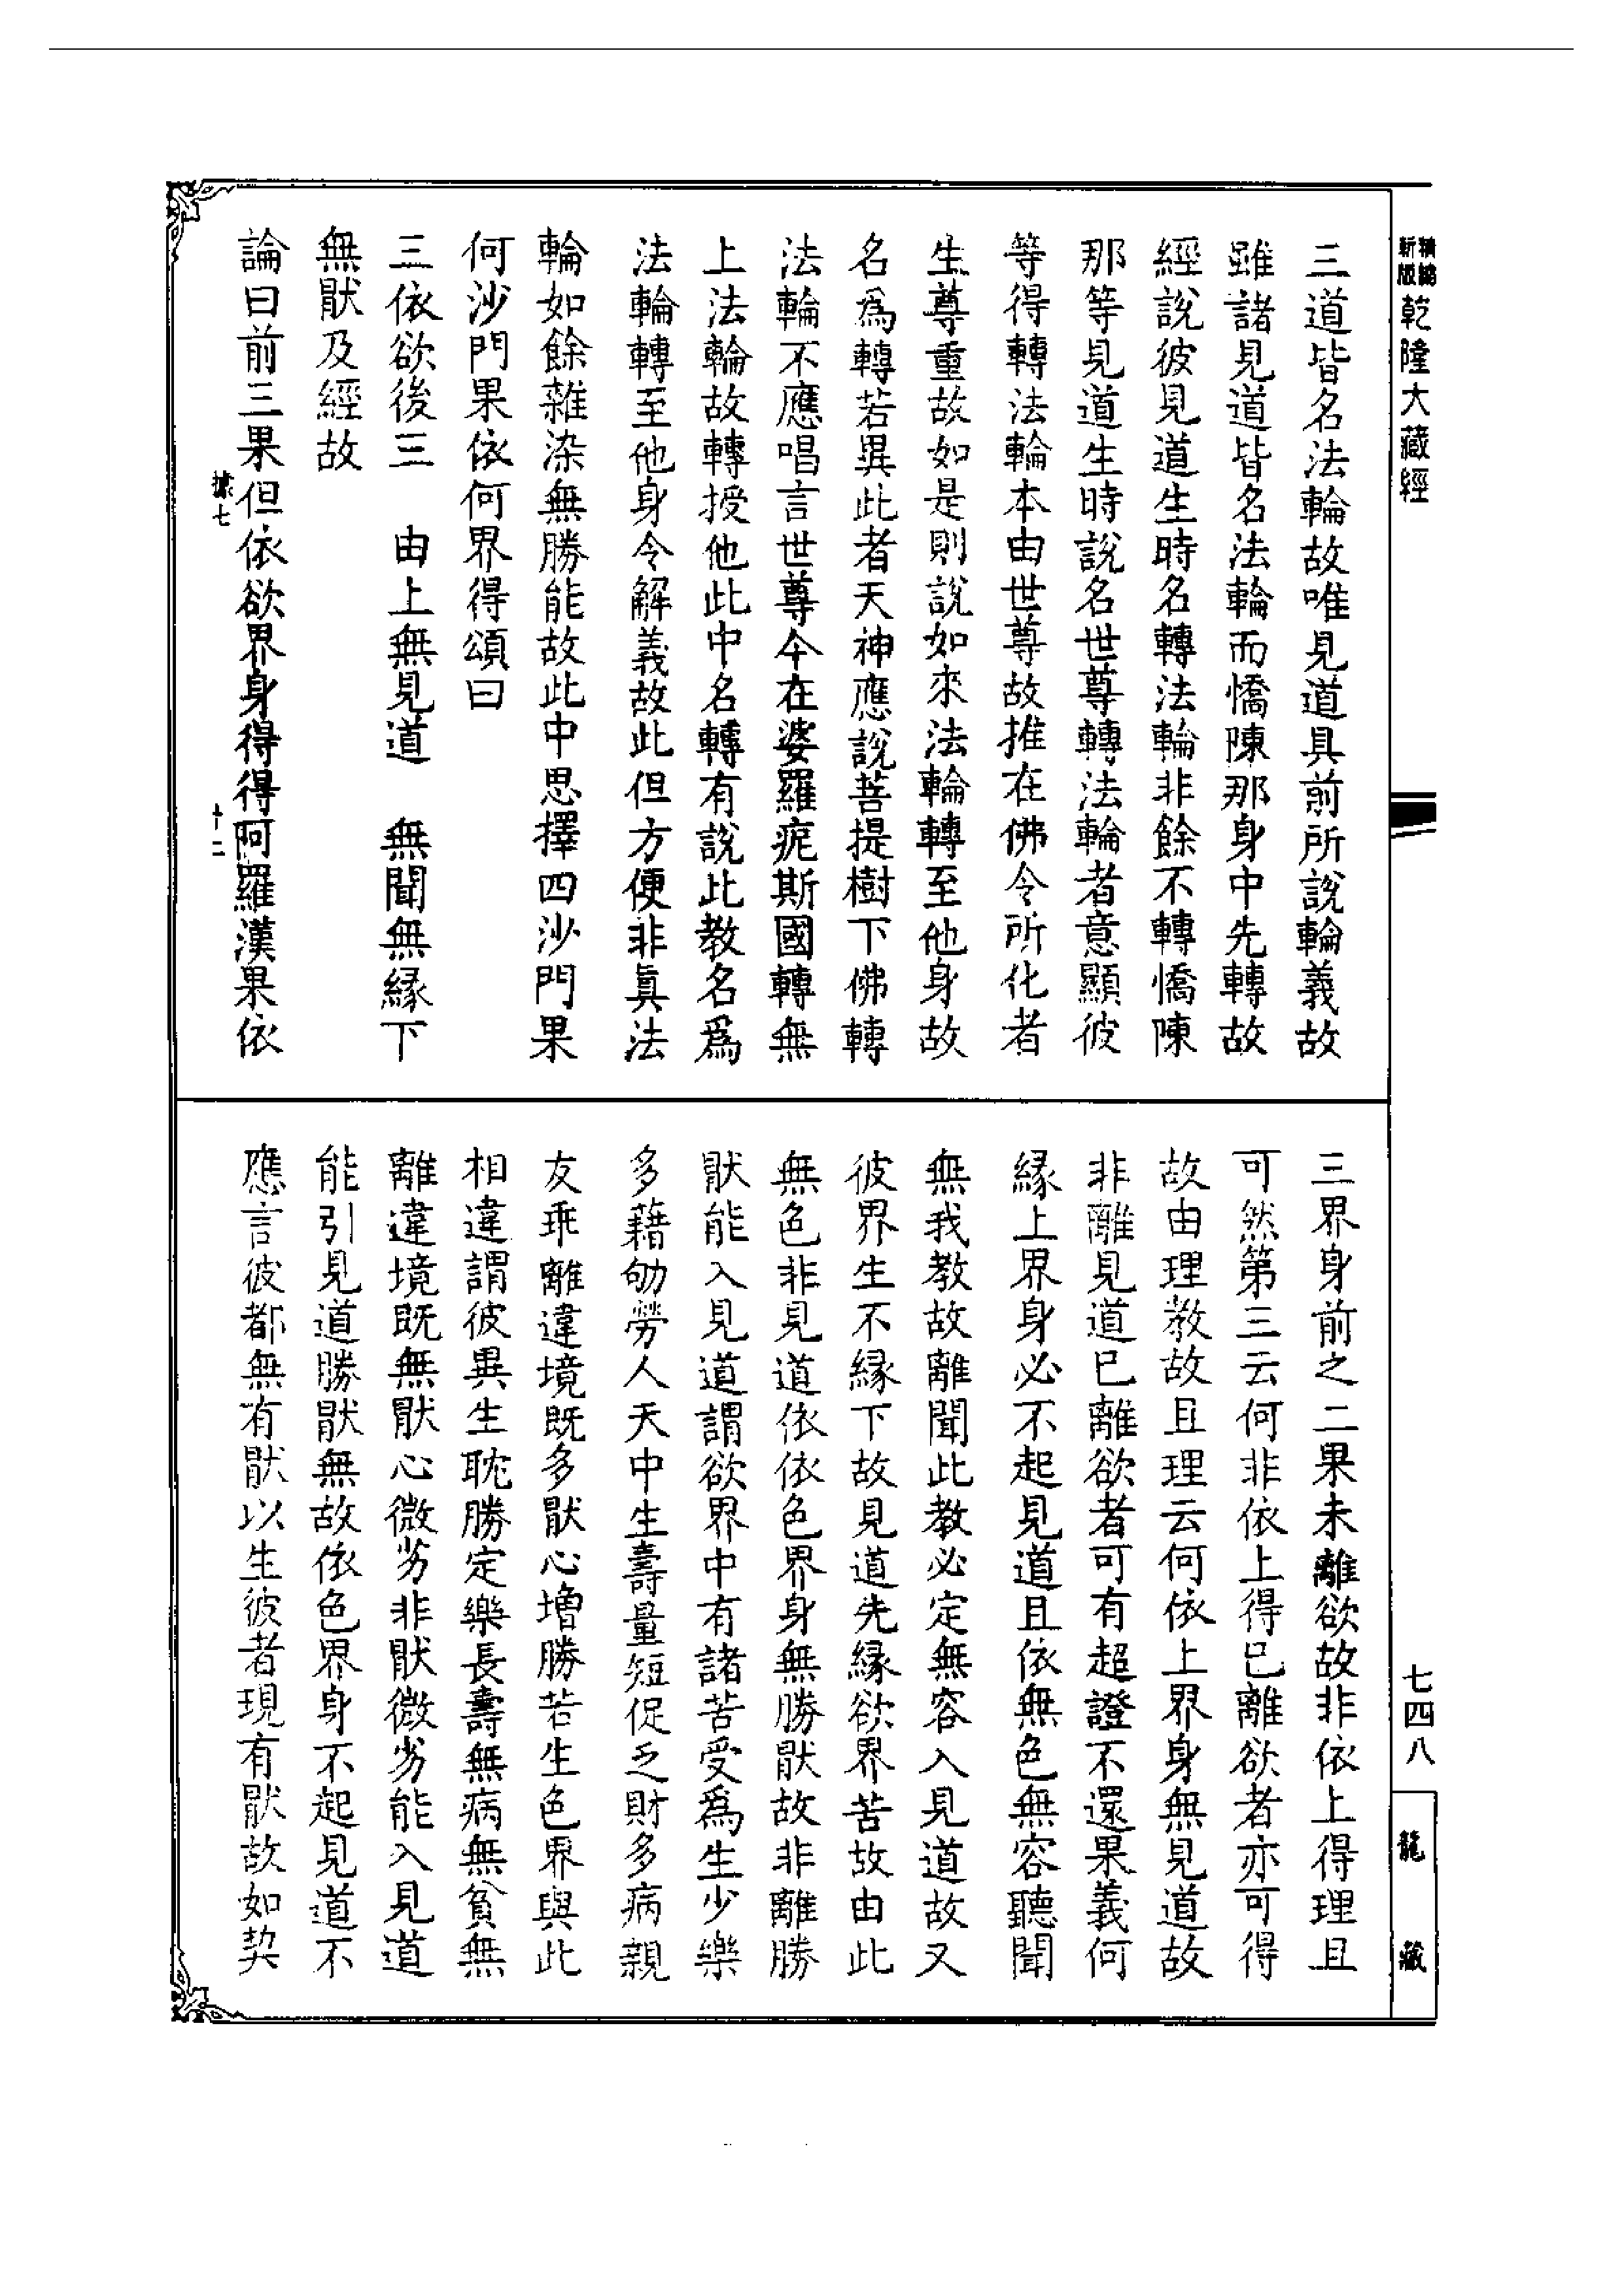 精編新版
乾隆大藏經
三道皆名法輪故唯見道具前所說輪義故
雖諸見道皆名法輪而憍陳那身中先轉故
經說彼見道生時名轉法輪非餘不轉憍陳
那等見道生時說名世尊轉法輪者意顯彼
等得轉法輪本由世尊故推在佛令所化者
生尊重故如是則說如來法輪轉至他身故
名為轉若異此者天神應說菩提樹下佛轉
法輪不應唱言世尊今在婆羅痆斯國轉無
上法輪故轉授他此中名轉有說此教名為
法輪轉至他身令解義故此但方便非真法
輪如餘雜染無勝能故此中思擇四沙門果
何沙門果依何界得頌曰
三依欲後三　由上無見道　無聞無緣下
無猒及經故
論曰前三果但依欲界身得得阿羅漢果依
據七　十二
三界身前之二果未離欲故非依上得理且
可然第三云何非依上得已離欲者亦可得
故由理教故且理云何依上界身無見道故
非離見道已離欲者可有超證不還果義何
緣上界身必不起見道且依無色無容聽聞
無我教故離聞此教必定無容入見道故又
彼界生不緣下故見道先緣欲界苦故由此
無色非見道依依色界身無勝猒故非離勝
猒能入見道謂欲界中有諸苦受為生少樂
多藉劬勞人天中生壽量短促乏財多病親
友乖離違境既多猒心增勝若生色界與此
相違謂彼異生耽勝定樂長壽無病無貧無
離違境既無猒心微劣非猒微劣能入見道
能引見道勝猒無故依色界身不起見道不
應言彼都無有猒以生彼者現有猒故如契
七四八
龍藏